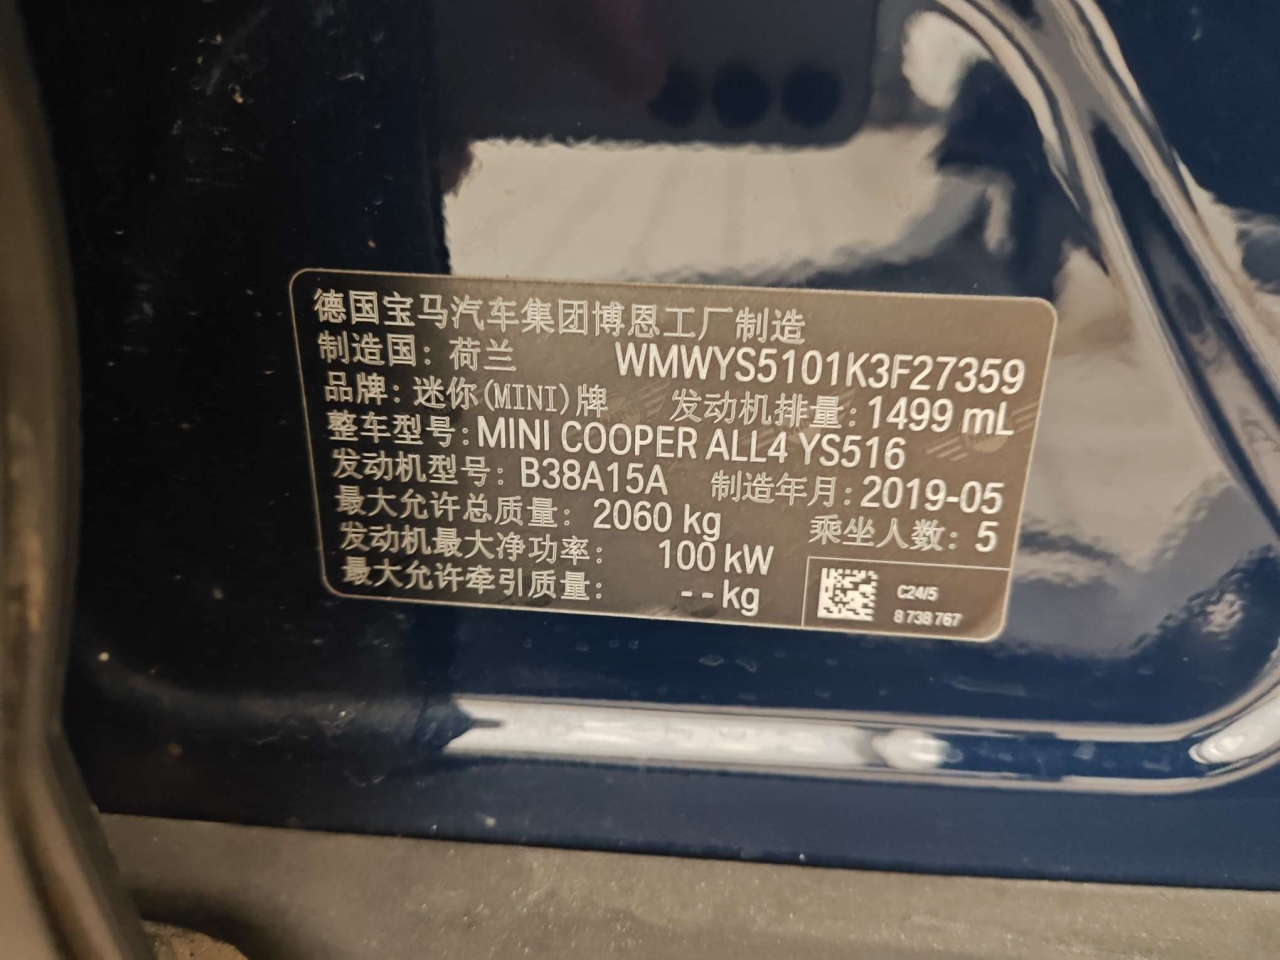 德国宝马汽车集团博恩工厂制造
制造国：荷兰 WMWYS5101K3F27359
品牌：迷你(MINI)牌 发动机排量：1499 mL
整车型号：MINI COOPER ALL4 YS516
发动机型号：B38A15A 制造年月：2019-05
最大允许总质量：2060 kg 乘坐人数：5
发动机最大净功率：100 kW
最大允许牵引质量：--kg
C24/5
8 738 767